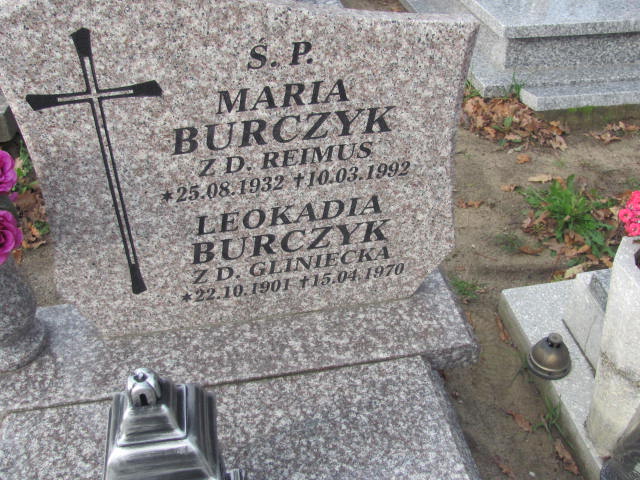 Ś. P.
MARIA
BURCZYK
Z D. REIMUS
*25.08.1932 †10.03.1992
LEOKADIA
BURCZYK
Z D. GLINIECKA
*22.10.1901 †15.04.1970